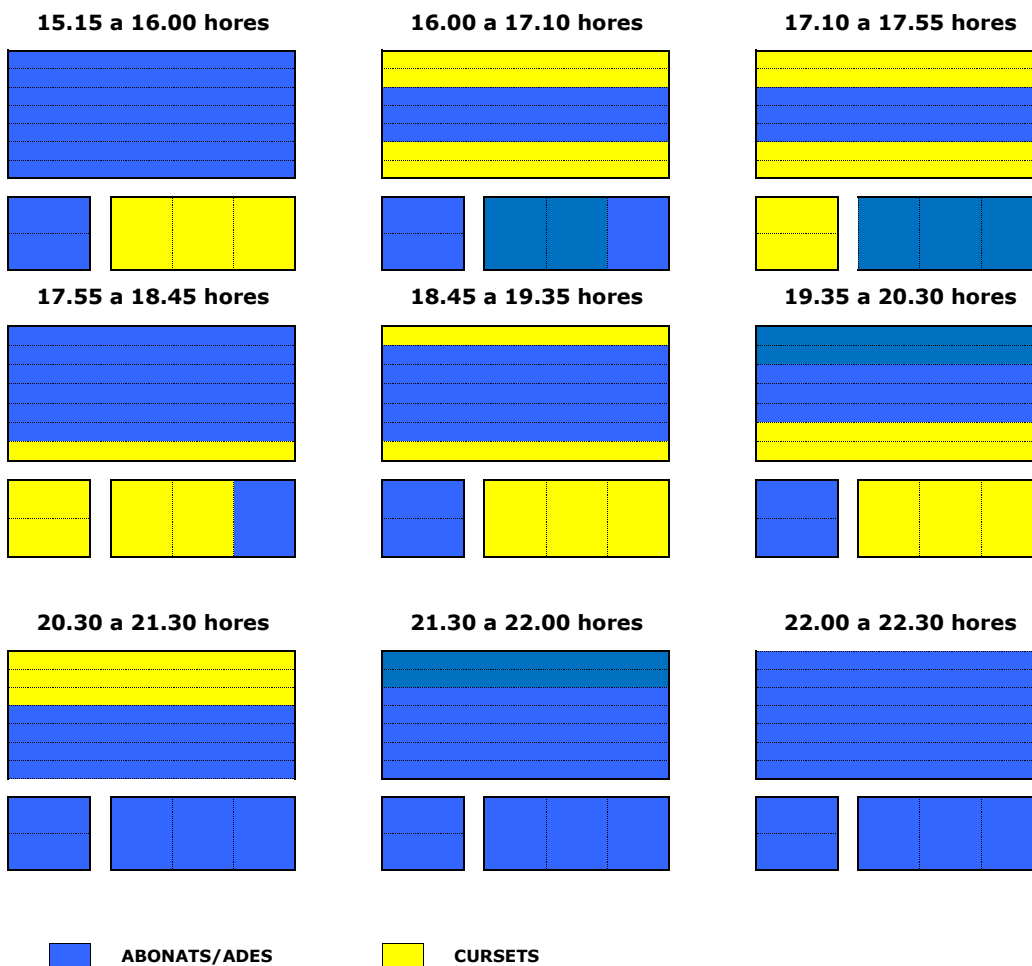 15.15 a 16.00 hores
16.00 a 17.10 hores
17.10 a 17.55 hores
17.55 a 18.45 hores
18.45 a 19.35 hores
19.35 a 20.30 hores
20.30 a 21.30 hores
21.30 a 22.00 hores
22.00 a 22.30 hores
ABONATS/ADES
CURSETS